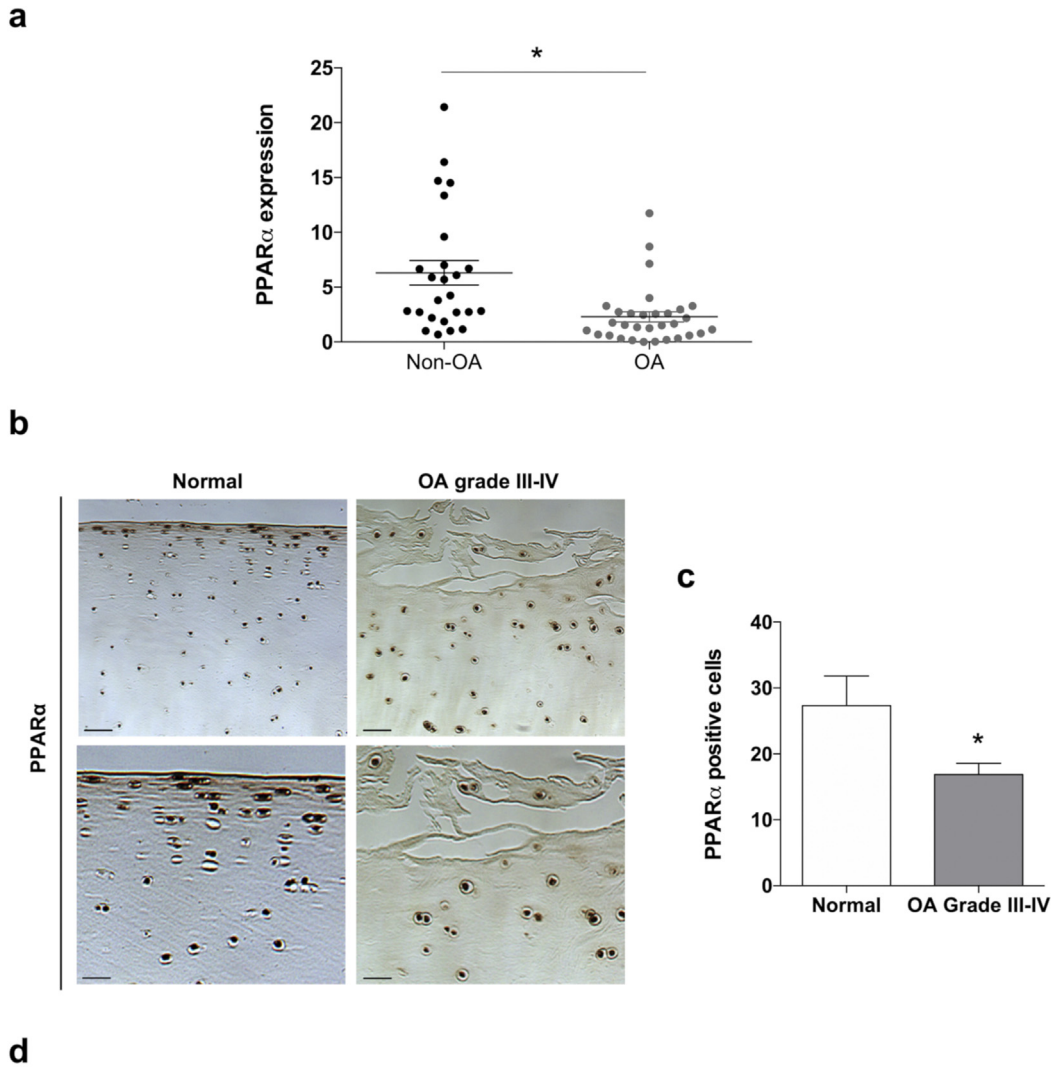 a
*
25
20
15
10
5
0
PPARα expression
Non-OA OA
b
Normal OA grade III-IV
PPARα
c
40
30
20
10
0
PPARα positive cells
*
Normal OA Grade III-IV
d